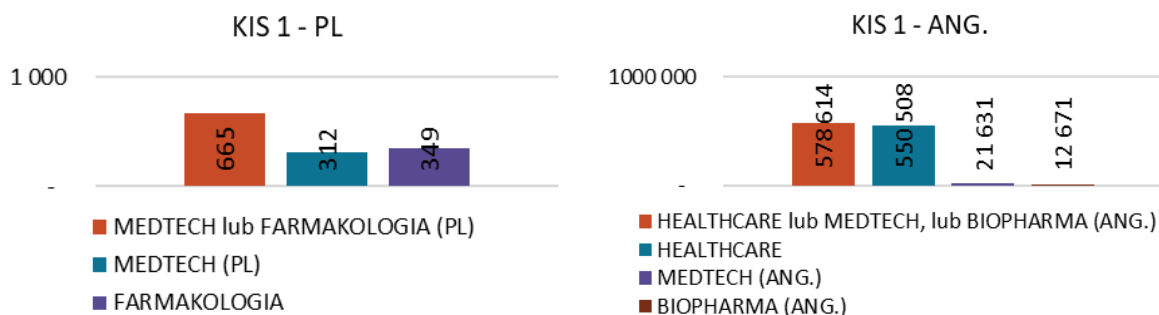 KIS 1 - PL
1 000
665
312
349
-
MEDTECH lub FARMAKOLOGIA (PL)
MEDTECH (PL)
FARMAKOLOGIA
KIS 1 - ANG.
1000 000
578 614
550 508
21 631
12 671
-
HEALTHCARE lub MEDTECH, lub BIOPHARMA (ANG.)
HEALTHCARE
MEDTECH (ANG.)
BIOPHARMA (ANG.)